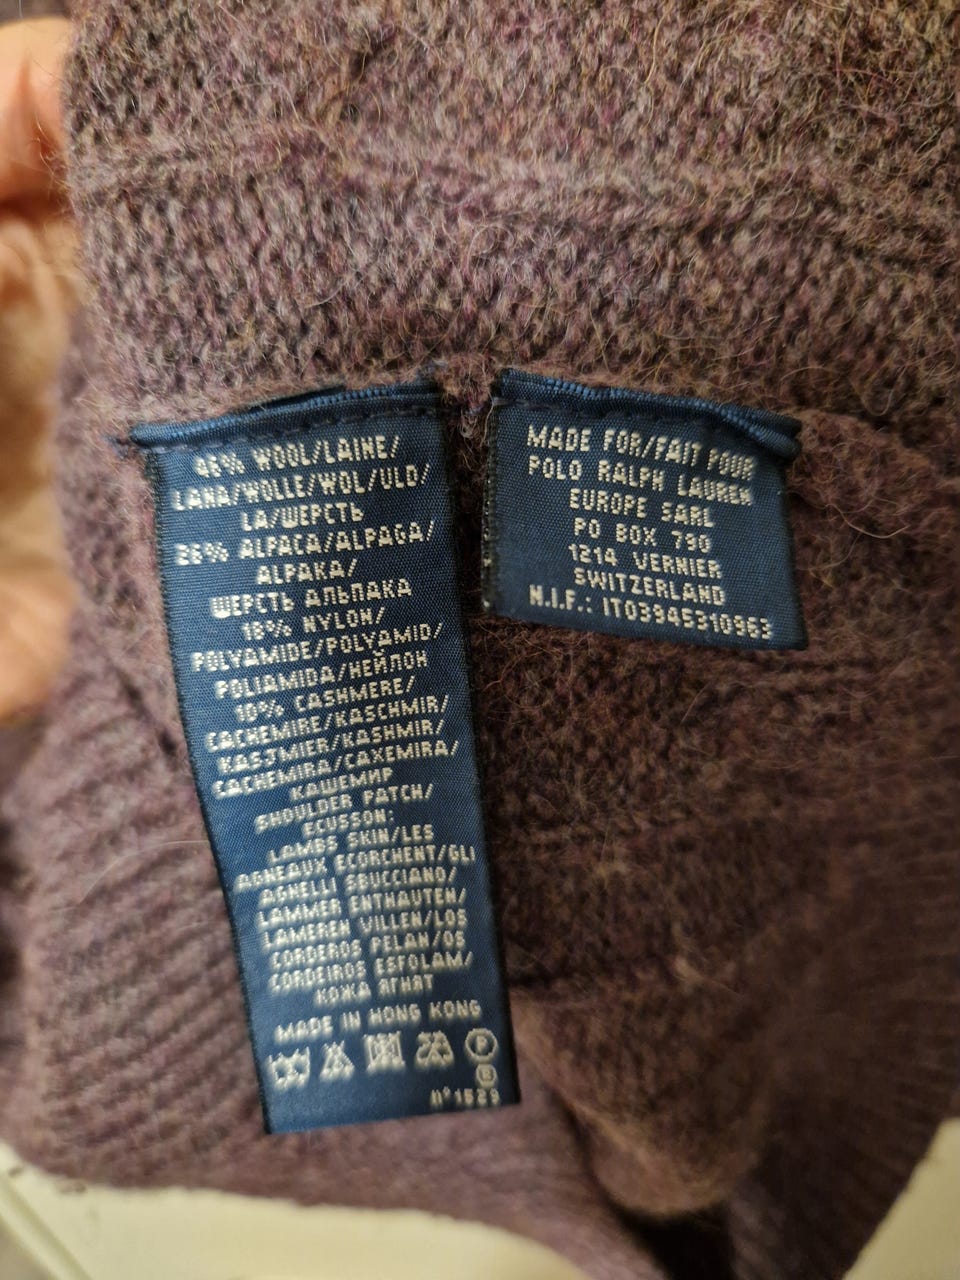 46% WOOL/LAINE/
LANA/WOLLE/WOL/ULD/
LA/ШЕРСТЬ
26% ALPACA/ALPAGA/
ALPAKA/
ШЕРСТЬ АЛЬПАКА
18% NYLON/
POLYAMIDE/POLYAMID/
POLIAMIDA/НЕЙЛОН
10% CASHMERE/
CACHEMIRE/KASCHMIR/
KASJMIER/KASHMIR/
CACHEMIRA/CAXEMIRA/
КАШЕМИР
SHOULDER PATCH/
ECUSSON:
LAMBS SKIN/LES
AGNEAUX ECORCHENT/GLI
AGNELLI SBUCCIANO/
LAMMER ENTHAUTEN/
LAMEREN VILLEN/LOS
CORDEROS PELAN/OS
CORDEIROS ESFOLAM/
КОЖА ЯГНЯТ
MADE IN HONG KONG
P
n°1529
MADE FOR/FAIT POUR
POLO RALPH LAUREN
EUROPE SARL
PO BOX 790
1214 VERNIER
SWITZERLAND
N.I.F.: IT03945310963